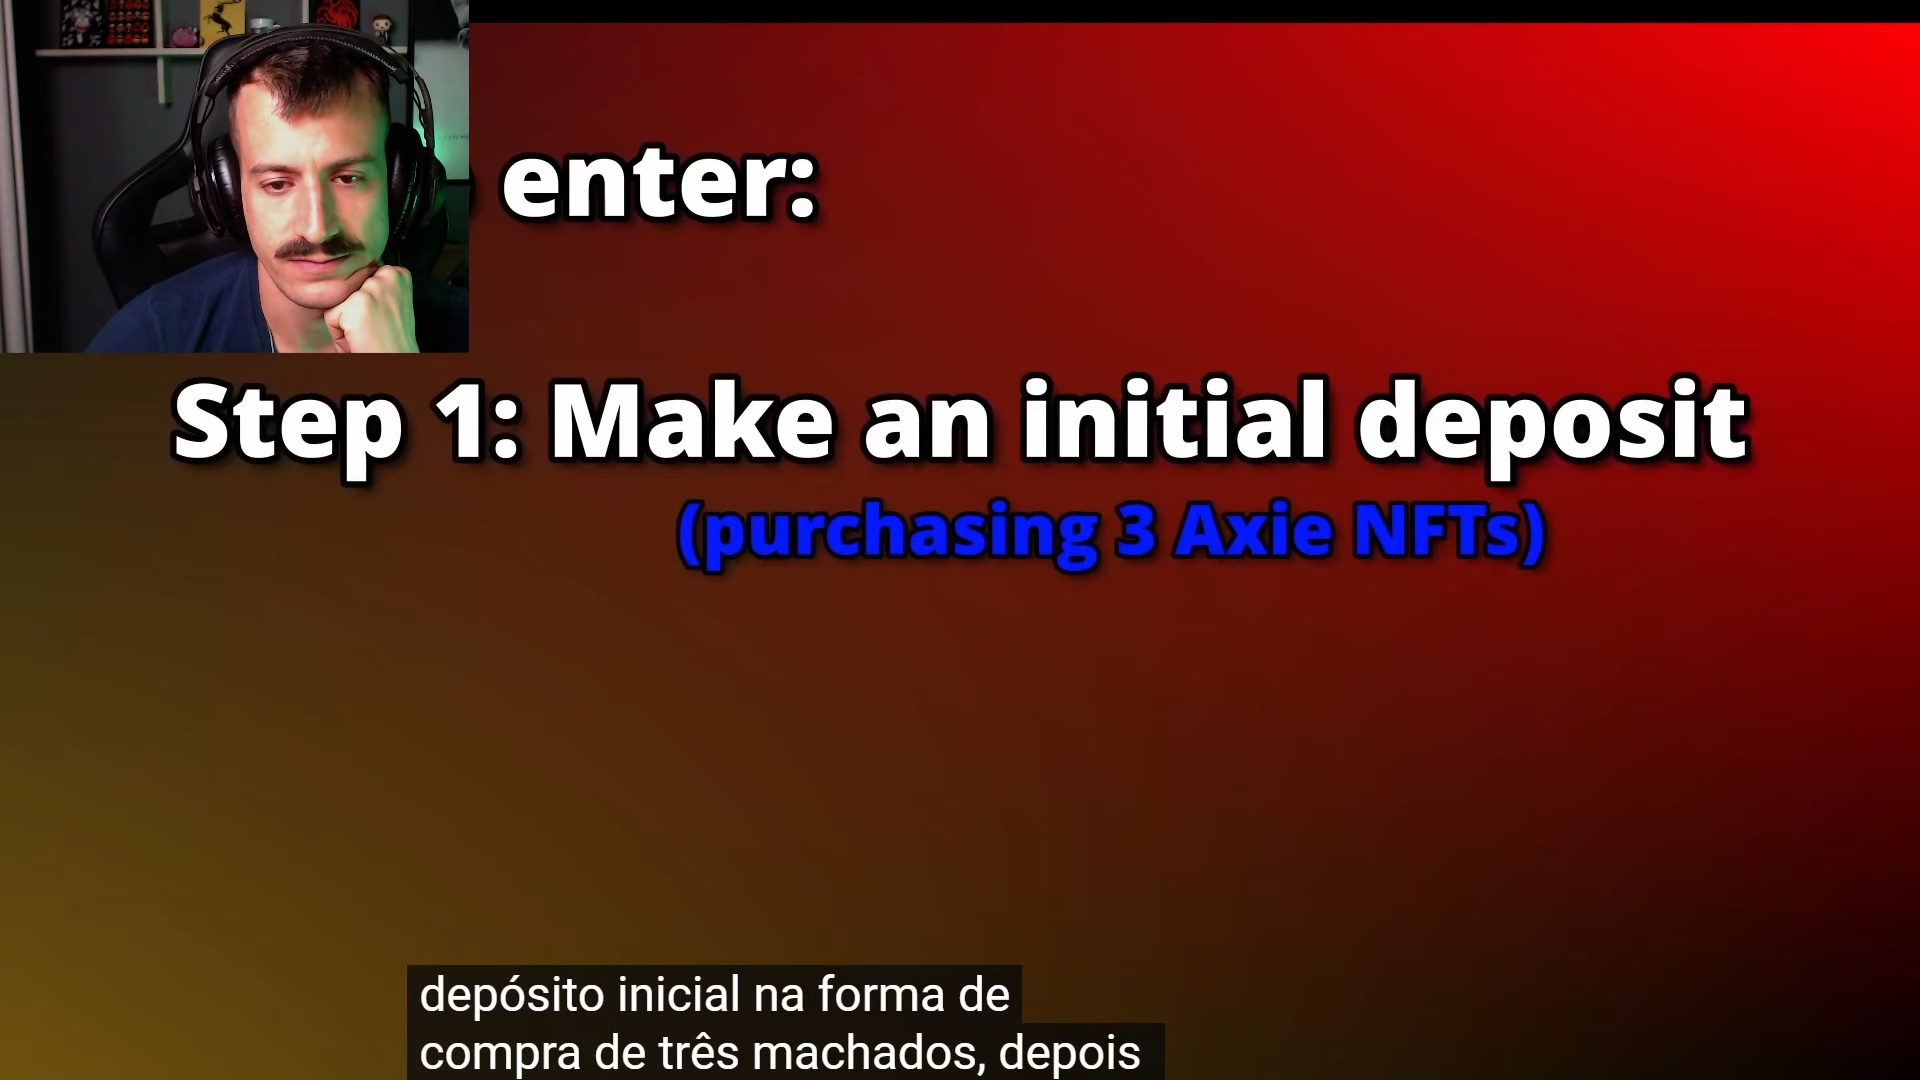 enter:
Step 1: Make an initial deposit
(purchasing 3 Axie NFTs)
depósito inicial na forma de
compra de três machados, depois